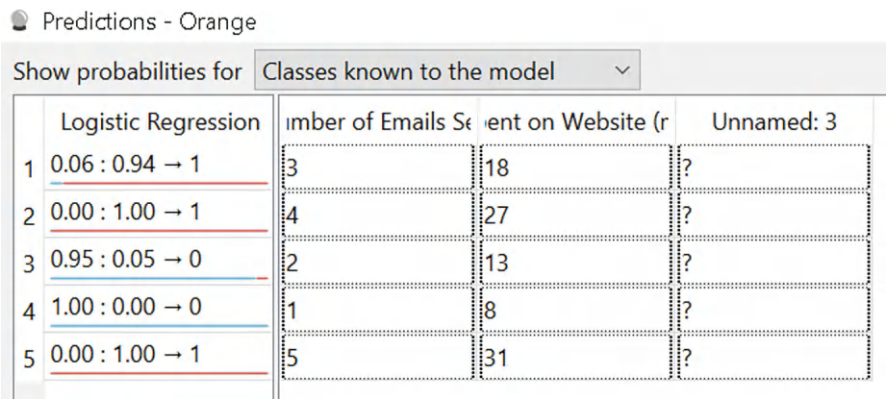 Predictions - Orange
Show probabilities for Classes known to the model
Logistic Regression mber of Emails Se ent on Website (r Unnamed: 3
1 0.06 : 0.94 → 1 3 18 ?
2 0.00 : 1.00 → 1 4 27 ?
3 0.95 : 0.05 → 0 2 13 ?
4 1.00 : 0.00 → 0 1 8 ?
5 0.00 : 1.00 → 1 5 31 ?